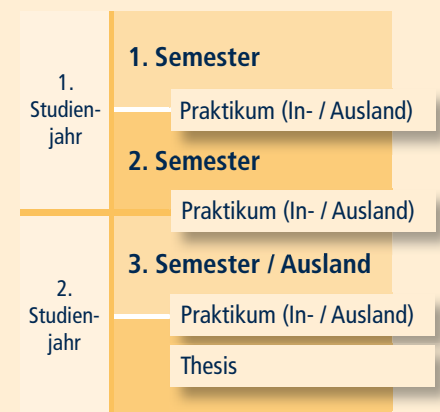 1. Semester
1.
Studien-
jahr
Praktikum (In- / Ausland)
2. Semester
Praktikum (In- / Ausland)
3. Semester / Ausland
2.
Studien-
jahr
Praktikum (In- / Ausland)
Thesis